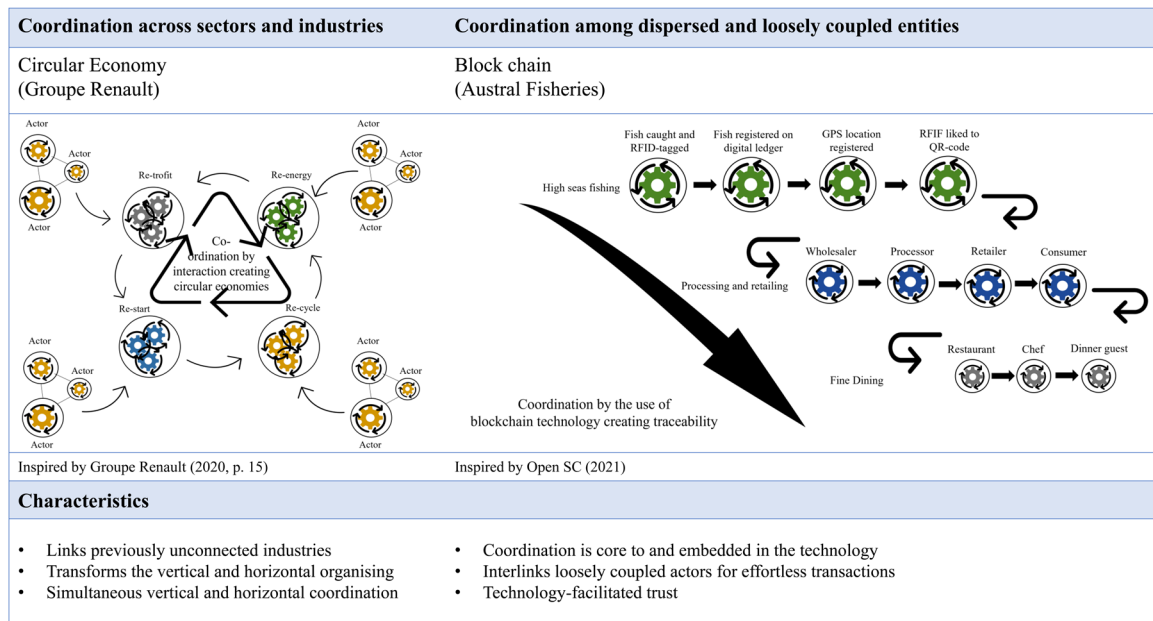 Coordination across sectors and industries
Coordination among dispersed and loosely coupled entities
Circular Economy
(Groupe Renault)
Block chain
(Austral Fisheries)
Actor
Actor
Actor
Actor
Actor
Actor
Re-trofit
Re-energy
Co-
ordination by
interaction creating
circular economies
Re-start
Re-cycle
Actor
Actor
Actor
Actor
Actor
Actor
Fish caught and
RFID-tagged
Fish registered on
digital ledger
GPS location
registered
RFIF liked to
QR-code
High seas fishing
Wholesaler
Processor
Retailer
Consumer
Processing and retailing
Restaurant
Chef
Dinner guest
Fine Dining
Coordination by the use of
blockchain technology creating traceability
Inspired by Groupe Renault (2020, p. 15)
Inspired by Open SC (2021)
Characteristics
• Links previously unconnected industries
• Transforms the vertical and horizontal organising
• Simultaneous vertical and horizontal coordination
• Coordination is core to and embedded in the technology
• Interlinks loosely coupled actors for effortless transactions
• Technology-facilitated trust